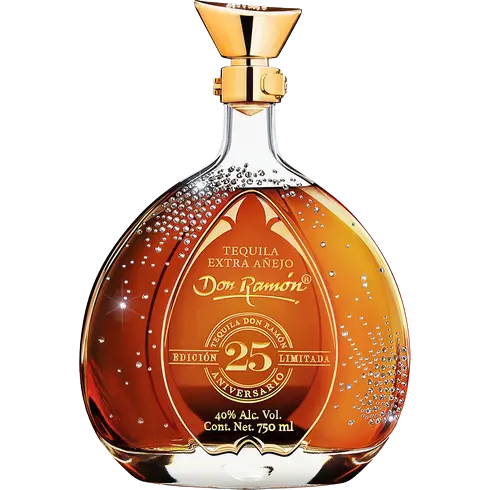 TEQUILA
EXTRA AÑEJO
Don Ramón®
TEQUILA DON RAMÓN
EDICIÓN 25 LIMITADA
ANIVERSARIO
40% Alc. Vol.
Cont. Net. 750 ml